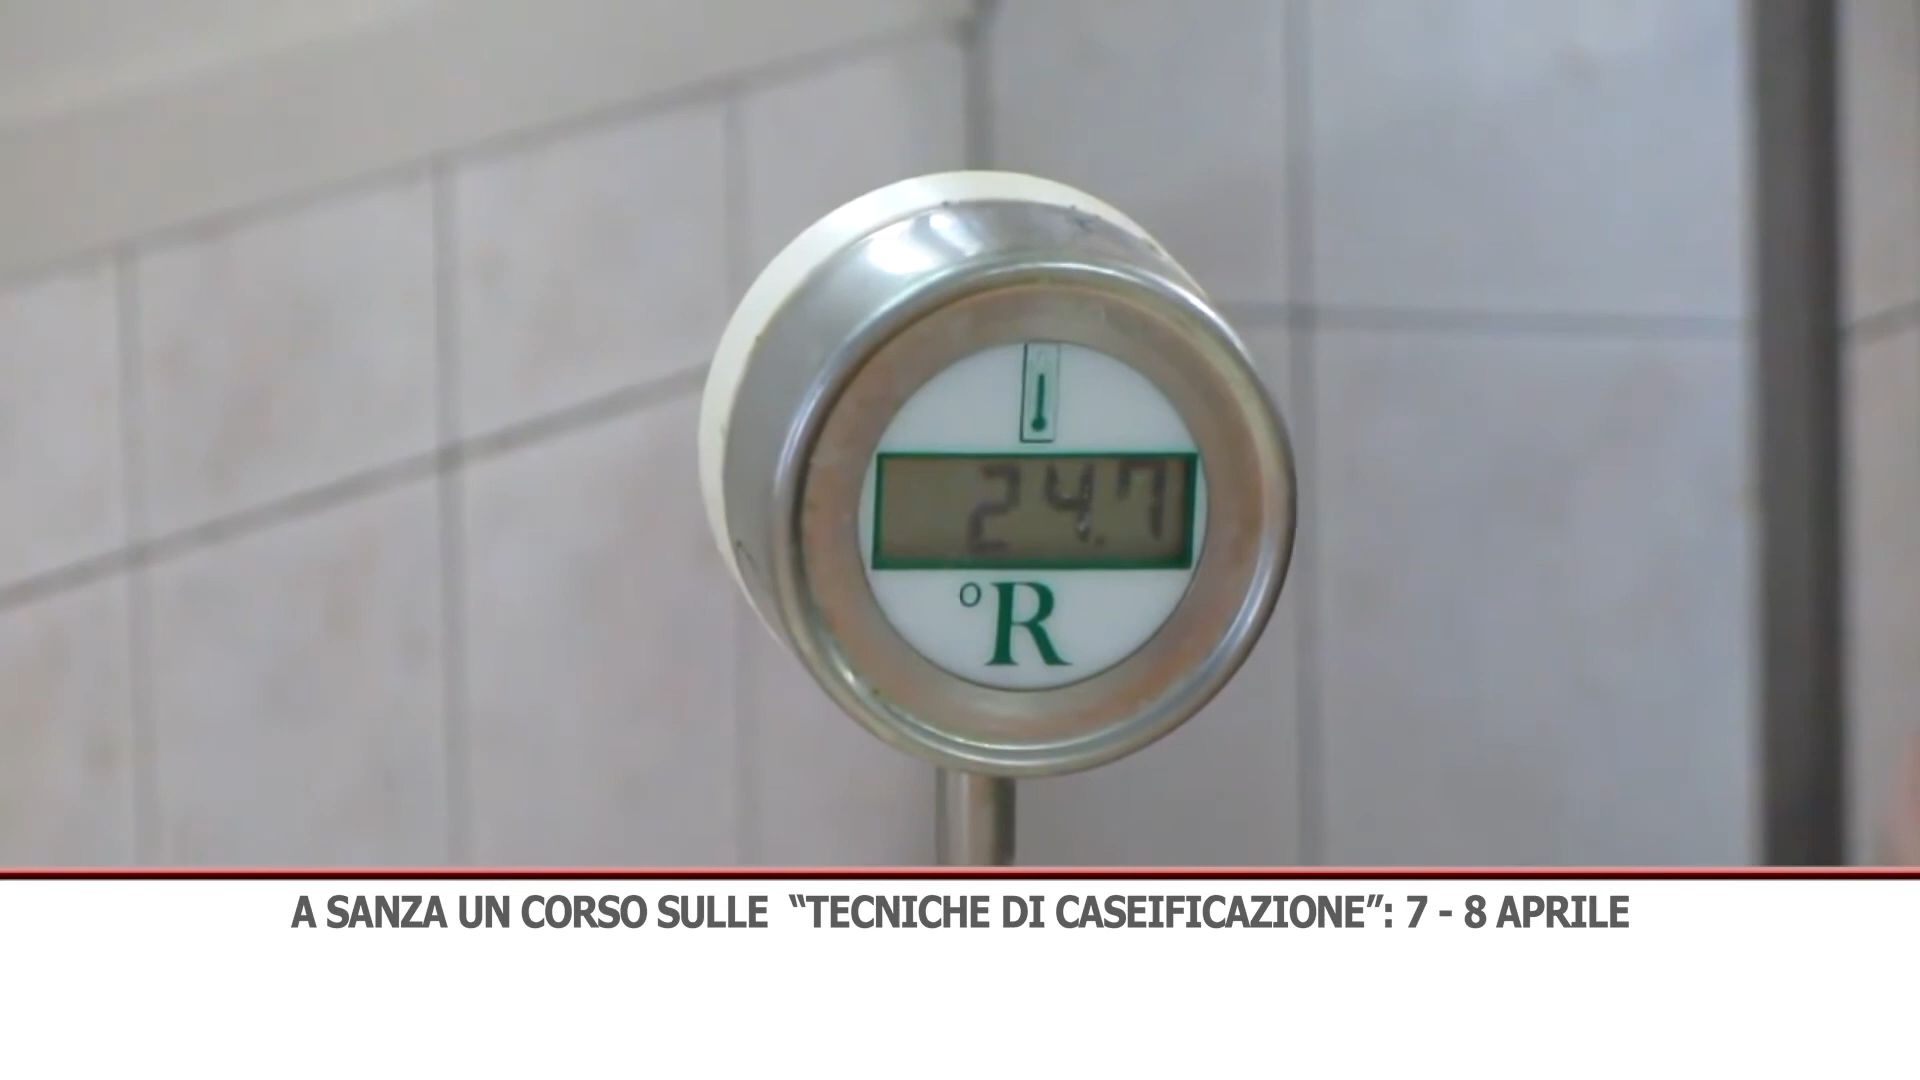 24.7
°R
A SANZA UN CORSO SULLE “TECNICHE DI CASEIFICAZIONE”: 7 - 8 APRILE